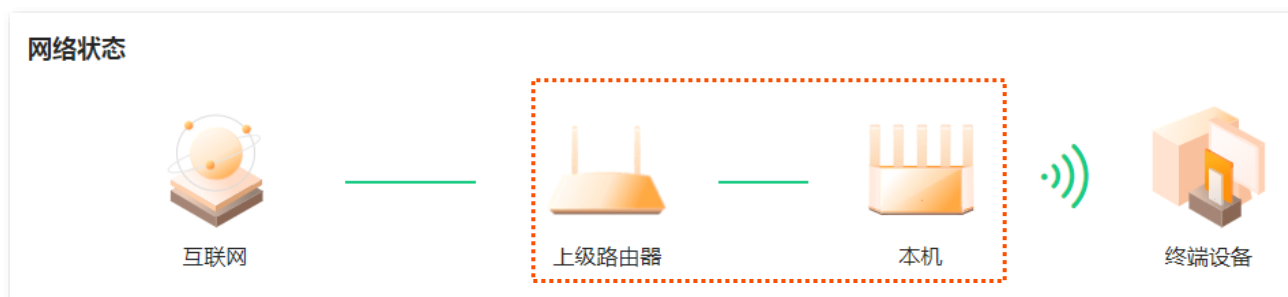 网络状态
互联网
上级路由器
本机
终端设备